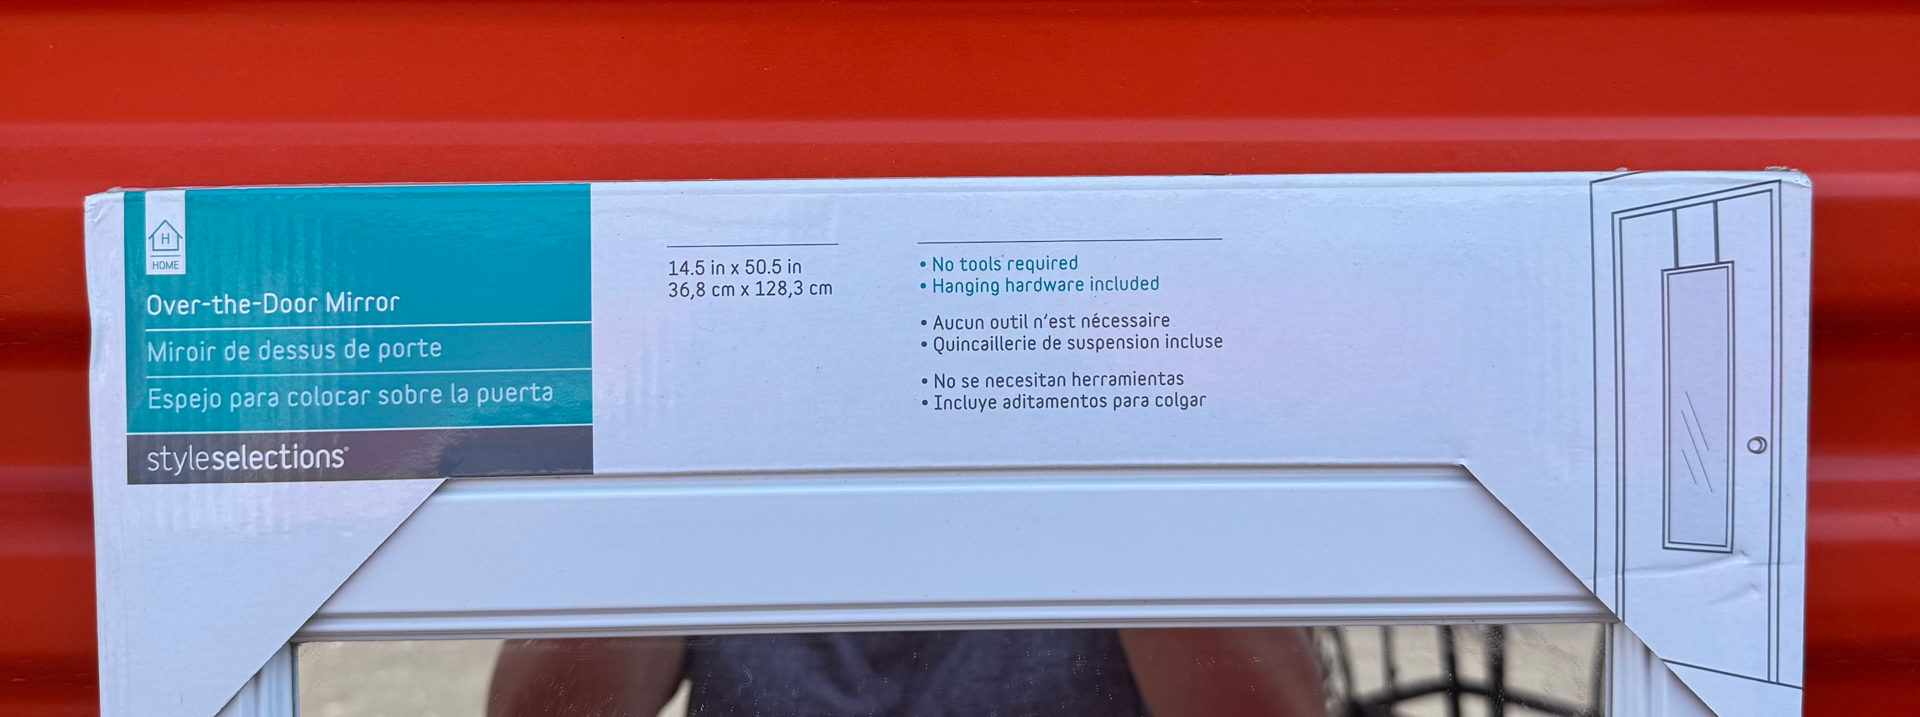 H
HOME
Over-the-Door Mirror
Miroir de dessus de porte
Espejo para colocar sobre la puerta
styleselections®
14.5 in x 50.5 in
36,8 cm x 128,3 cm
• No tools required
• Hanging hardware included
• Aucun outil n’est nécessaire
• Quincaillerie de suspension incluse
• No se necesitan herramientas
• Incluye aditamentos para colgar